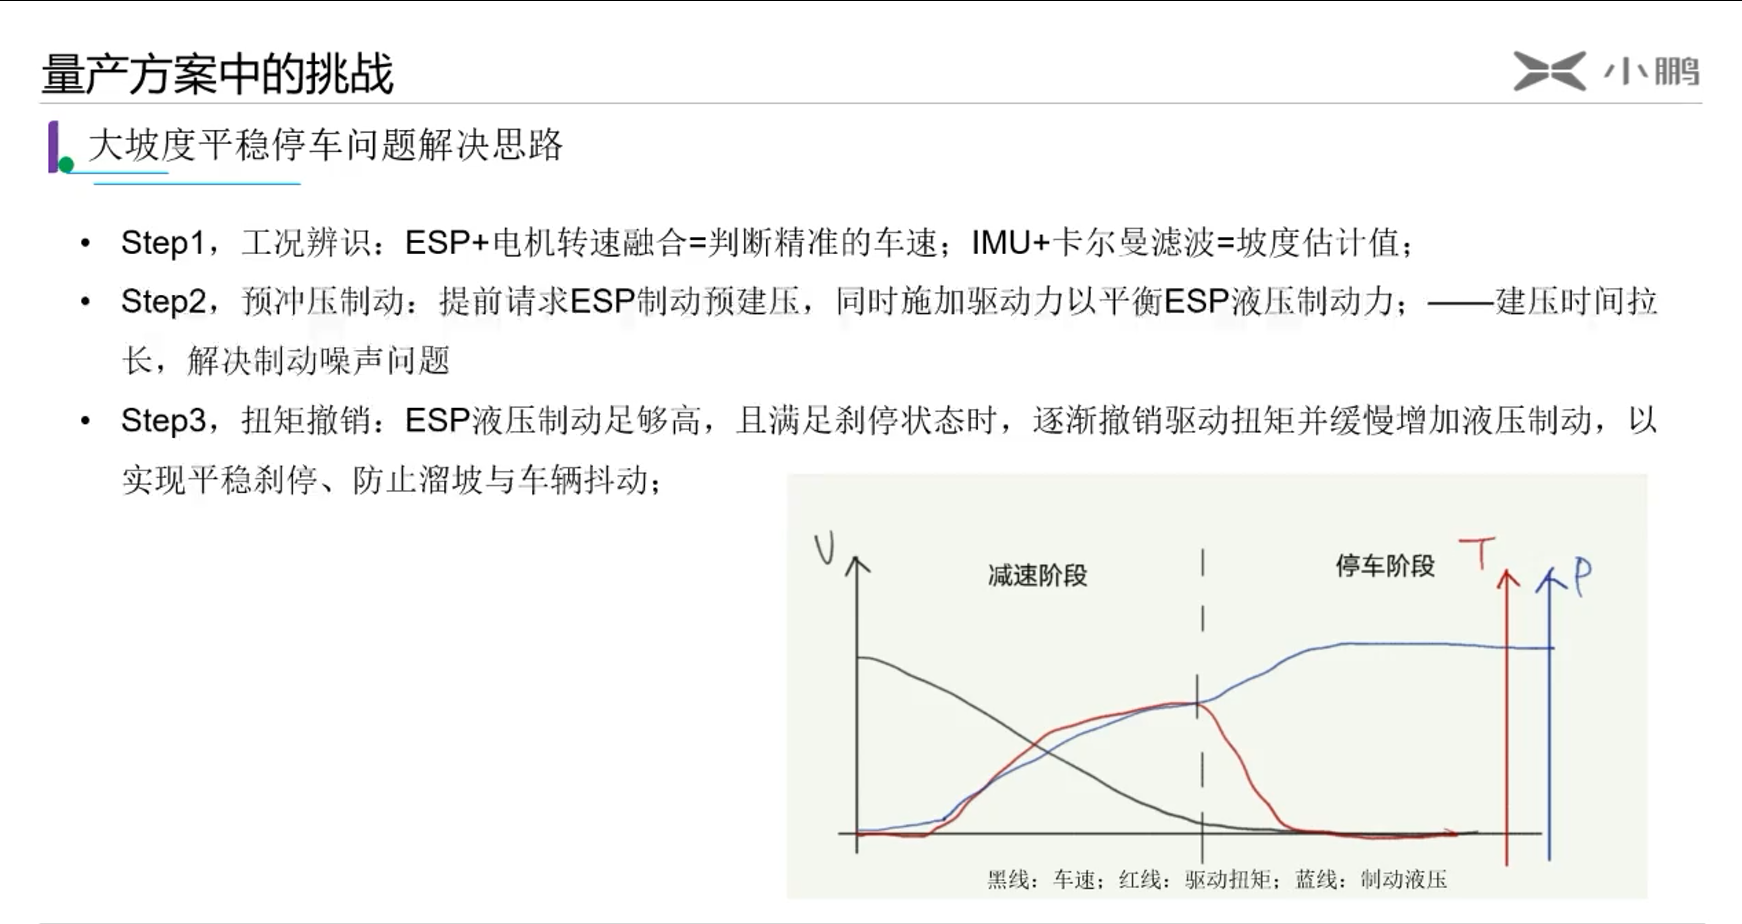 量产方案中的挑战
小鹏
大坡度平稳停车问题解决思路
• Step1，工况辨识：ESP+电机转速融合=判断精准的车速；IMU+卡尔曼滤波=坡度估计值；
• Step2，预冲压制动：提前请求ESP制动预建压，同时施加驱动力以平衡ESP液压制动力；——建压时间拉
长，解决制动噪声问题
• Step3，扭矩撤销：ESP液压制动足够高，且满足刹停状态时，逐渐撤销驱动扭矩并缓慢增加液压制动，以
实现平稳刹停、防止溜坡与车辆抖动；
V
减速阶段
停车阶段
T
P
黑线：车速；红线：驱动扭矩；蓝线：制动液压